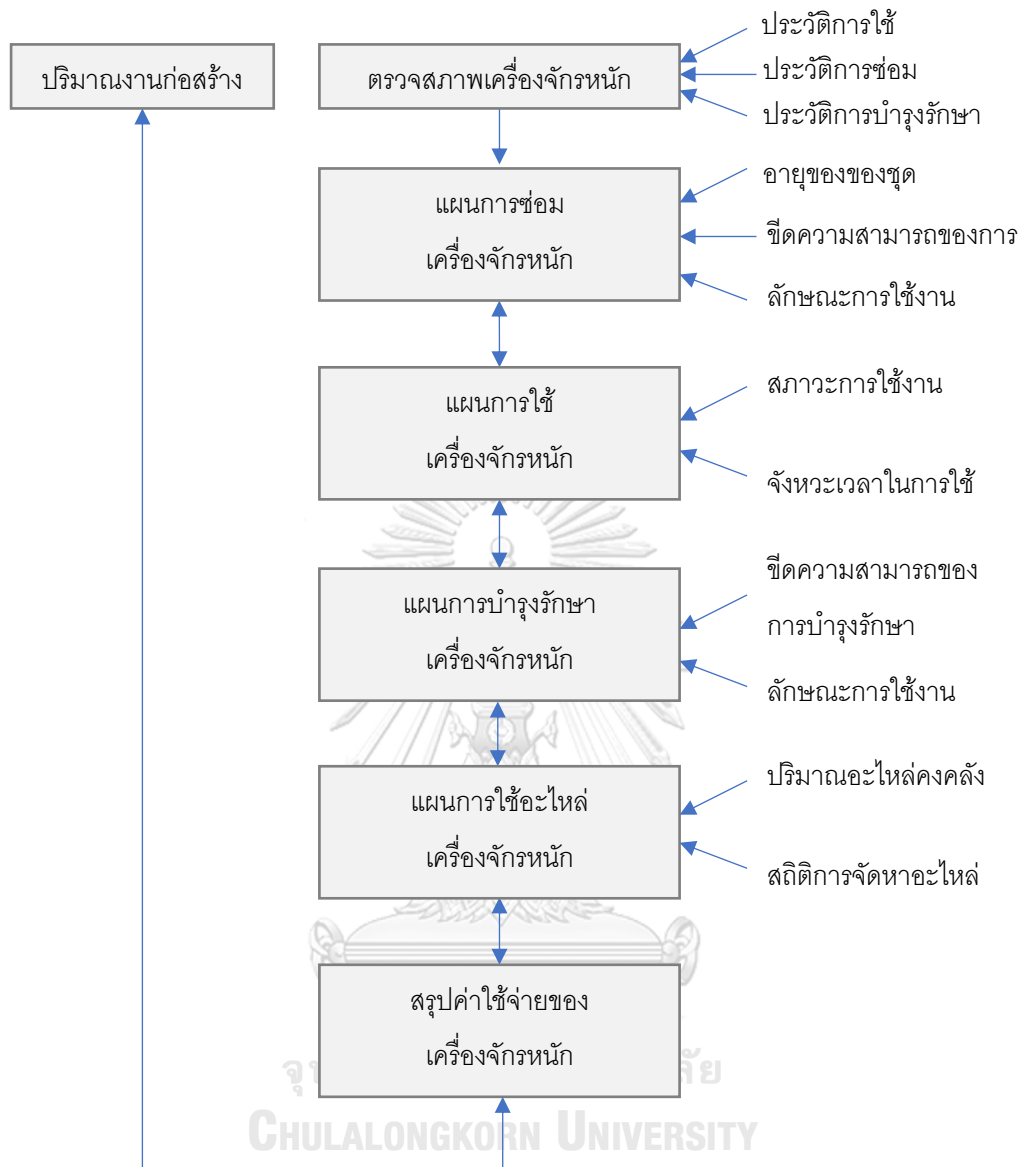 ปริมาณงานก่อสร้าง
ตรวจสภาพเครื่องจักรหนัก
ประวัติการใช้
ประวัติการซ่อม
ประวัติการบำรุงรักษา
แผนการซ่อม
เครื่องจักรหนัก
อายุของของชุด
ขีดความสามารถของการ
ลักษณะการใช้งาน
แผนการใช้
เครื่องจักรหนัก
สภาวะการใช้งาน
จังหวะเวลาในการใช้
แผนการบำรุงรักษา
เครื่องจักรหนัก
ขีดความสามารถของ
การบำรุงรักษา
ลักษณะการใช้งาน
แผนการใช้อะไหล่
เครื่องจักรหนัก
ปริมาณอะไหล่คงคลัง
สถิติการจัดหาอะไหล่
สรุปค่าใช้จ่ายของ
เครื่องจักรหนัก
CHULALONGKORN UNIVERSITY